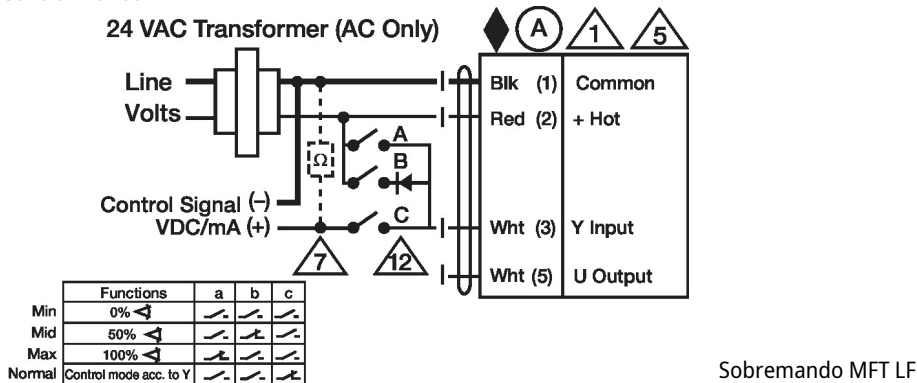 24 VAC Transformer (AC Only)
A
1
5
Line
Volts
Blk (1) Common
Red (2) + Hot
A
B
Ω
Control Signal (–)
VDC/mA (+)
C
Wht (3) Y Input
7
12
Wht (5) U Output
Functions a b c
Min 0%
Mid 50%
Max 100%
Normal Control mode acc. to Y
Sobremando MFT LF